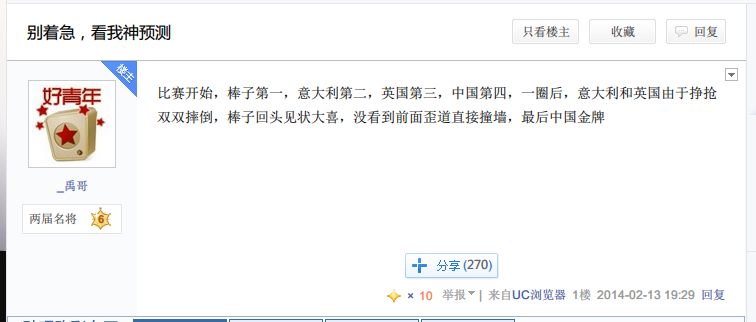 别着急，看我神预测
只看楼主
收藏
回复
楼主
好青年
_禹哥
两届名将
6
比赛开始，棒子第一，意大利第二，英国第三，中国第四，一圈后，意大利和英国由于挣抢
双双摔倒，棒子回头见状大喜，没看到前面歪道直接撞墙，最后中国金牌
分享 (270)
× 10 举报 | 来自UC浏览器 1楼 2014-02-13 19:29 回复